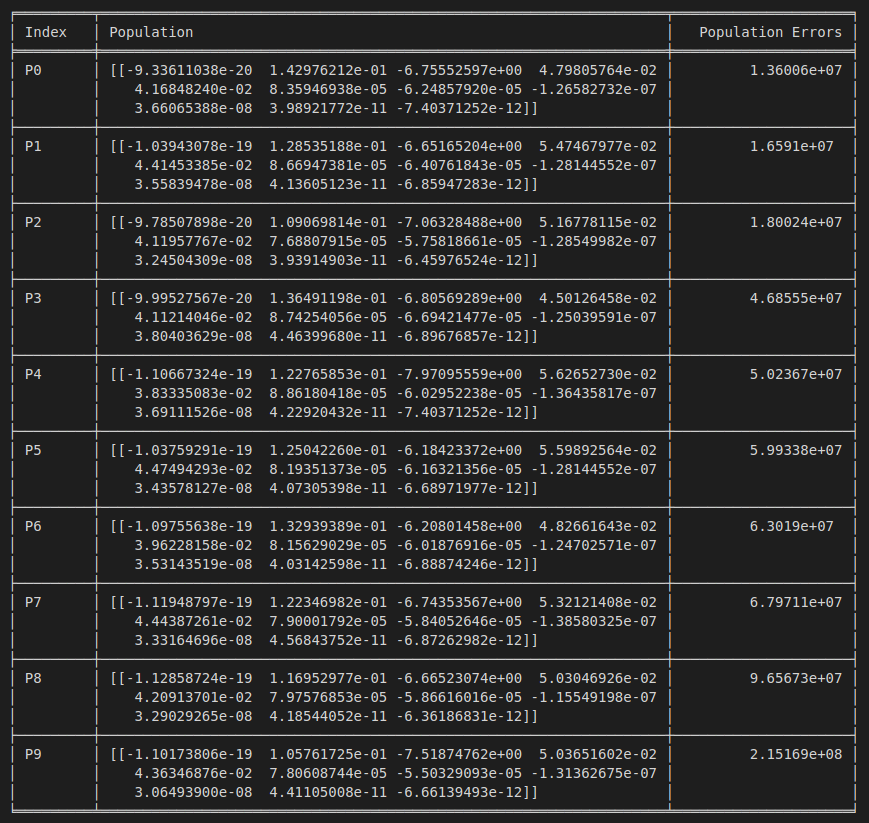 Index Population Population Errors
P0 [[-9.33611038e-20 1.42976212e-01 -6.75552597e+00 4.79805764e-02 1.36006e+07
4.16848240e-02 8.35946938e-05 -6.24857920e-05 -1.26582732e-07
3.66065388e-08 3.98921772e-11 -7.40371252e-12]]
P1 [[-1.03943078e-19 1.28535188e-01 -6.65165204e+00 5.47467977e-02 1.6591e+07
4.41453385e-02 8.66947381e-05 -6.40761843e-05 -1.28144552e-07
3.55839478e-08 4.13605123e-11 -6.85947283e-12]]
P2 [[-9.78507898e-20 1.09069814e-01 -7.06328488e+00 5.16778115e-02 1.80024e+07
4.11957767e-02 7.68807915e-05 -5.75818661e-05 -1.28549982e-07
3.24504309e-08 3.93914903e-11 -6.45976524e-12]]
P3 [[-9.99527567e-20 1.36491198e-01 -6.80569289e+00 4.50126458e-02 4.68555e+07
4.11214046e-02 8.74254056e-05 -6.69421477e-05 -1.25039591e-07
3.80403629e-08 4.46399680e-11 -6.89676857e-12]]
P4 [[-1.10667324e-19 1.22765853e-01 -7.97095559e+00 5.62652730e-02 5.02367e+07
3.83335083e-02 8.86180418e-05 -6.02952238e-05 -1.36435817e-07
3.69111526e-08 4.22920432e-11 -7.40371252e-12]]
P5 [[-1.03759291e-19 1.25042260e-01 -6.18423372e+00 5.59892564e-02 5.99338e+07
4.47494293e-02 8.19351373e-05 -6.16321356e-05 -1.28144552e-07
3.43578127e-08 4.07305398e-11 -6.68971977e-12]]
P6 [[-1.09755638e-19 1.32939389e-01 -6.20801458e+00 4.82661643e-02 6.3019e+07
3.96228158e-02 8.15629029e-05 -6.01876916e-05 -1.24702571e-07
3.53143519e-08 4.03142598e-11 -6.88874246e-12]]
P7 [[-1.11948797e-19 1.22346982e-01 -6.74353567e+00 5.32121408e-02 6.79711e+07
4.44387261e-02 7.90001792e-05 -5.84052646e-05 -1.38580325e-07
3.33164696e-08 4.56843752e-11 -6.87262982e-12]]
P8 [[-1.12858724e-19 1.16952977e-01 -6.66523074e+00 5.03046926e-02 9.65673e+07
4.20913701e-02 7.97576853e-05 -5.86616016e-05 -1.15549198e-07
3.29029265e-08 4.18544052e-11 -6.36186831e-12]]
P9 [[-1.10173806e-19 1.05761725e-01 -7.51874762e+00 5.03651602e-02 2.15169e+08
4.36346876e-02 7.80608744e-05 -5.50329093e-05 -1.31362675e-07
3.06493900e-08 4.41105008e-11 -6.66139493e-12]]